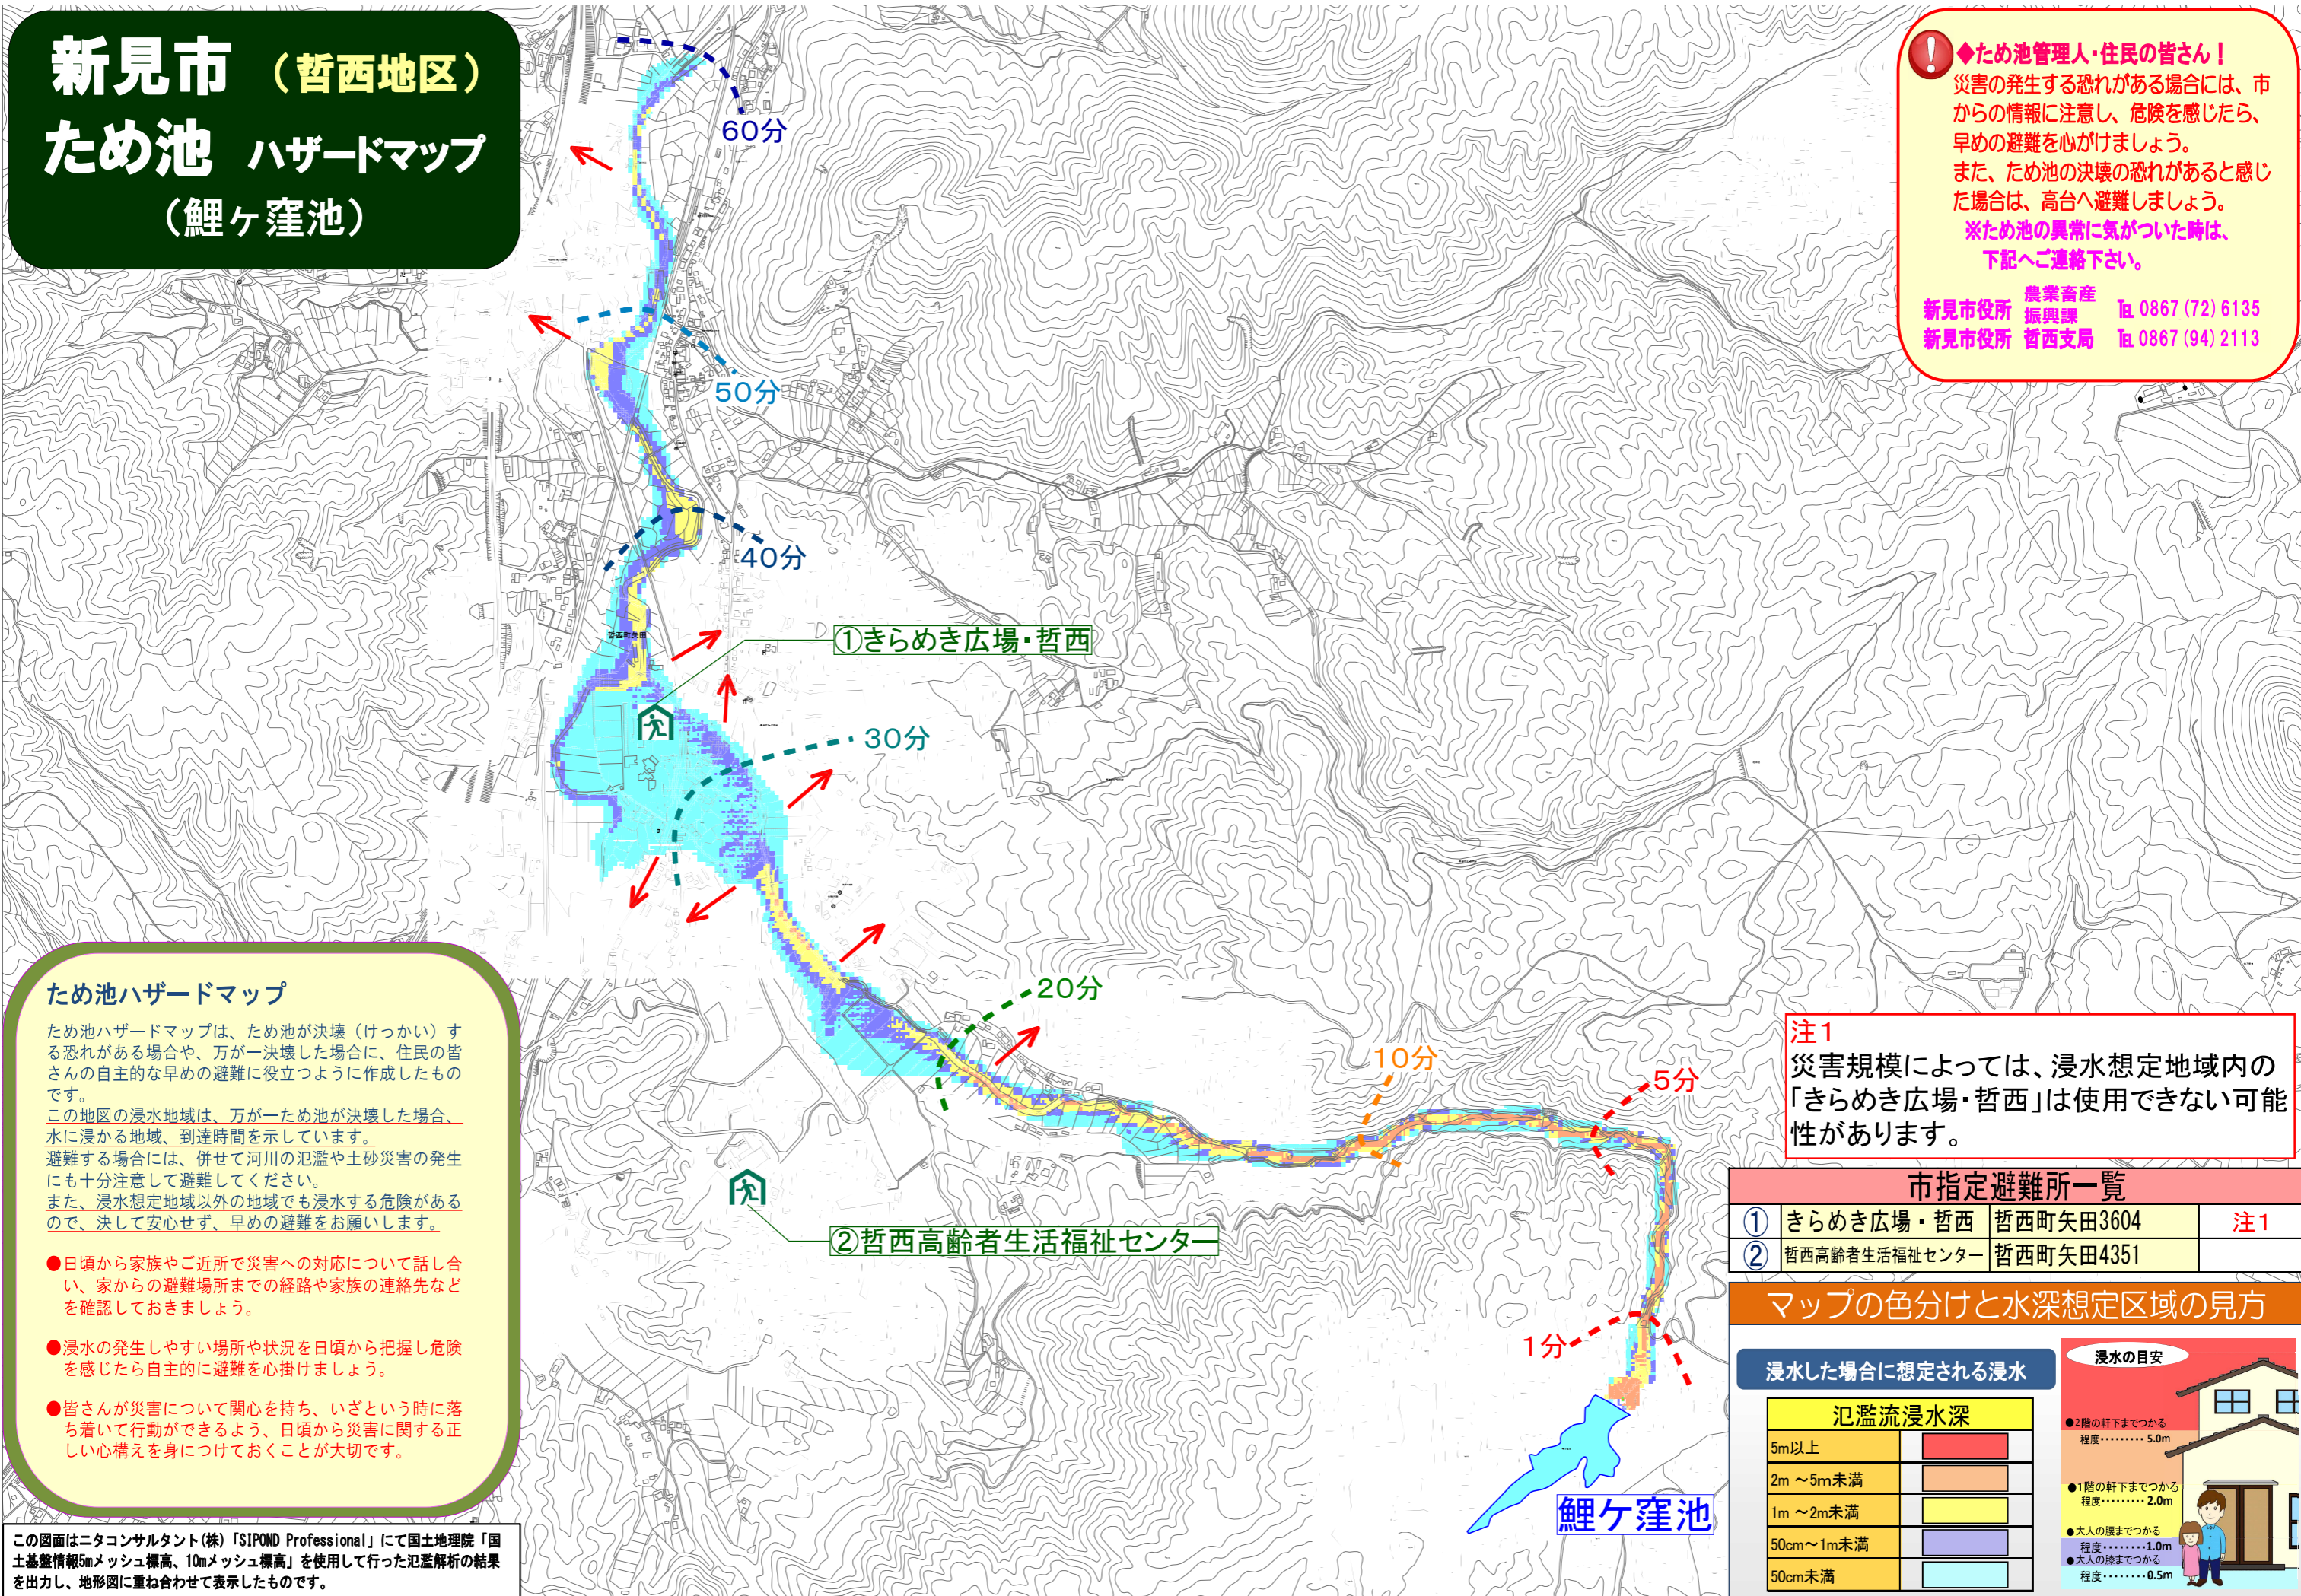 新見市 （哲西地区）
ため池 ハザードマップ
（鯉ヶ窪池）
◆ため池管理人・住民の皆さん！
災害の発生する恐れがある場合には、市
からの情報に注意し、危険を感じたら、
早めの避難を心がけましょう。
また、ため池の決壊の恐れがあると感じ
た場合は、高台へ避難しましょう。
※ため池の異常に気がついた時は、
下記へご連絡下さい。
新見市役所 農業畜産振興課 ℡ 0867(72)6135
新見市役所 哲西支局 ℡ 0867(94)2113
60分
50分
40分
哲西町矢田
①きらめき広場・哲西
30分
20分
10分
5分
1分
②哲西高齢者生活福祉センター
鯉ケ窪池
ため池ハザードマップ
ため池ハザードマップは、ため池が決壊（けっかい）す
る恐れがある場合や、万が一決壊した場合に、住民の皆
さんの自主的な早めの避難に役立つように作成したもの
です。
この地図の浸水地域は、万が一ため池が決壊した場合、
水に浸かる地域、到達時間を示しています。
避難する場合には、併せて河川の氾濫や土砂災害の発生
にも十分注意して避難してください。
また、浸水想定地域以外の地域でも浸水する危険がある
ので、決して安心せず、早めの避難をお願いします。
●日頃から家族やご近所で災害への対応について話し合
い、家からの避難場所までの経路や家族の連絡先など
を確認しておきましょう。
●浸水の発生しやすい場所や状況を日頃から把握し危険
を感じたら自主的に避難を心掛けましょう。
●皆さんが災害について関心を持ち、いざという時に落
ち着いて行動ができるよう、日頃から災害に関する正
しい心構えを身につけておくことが大切です。
この図面はニタコンサルタント(株)「SIPOND Professional」にて国土地理院「国
土基盤情報5mメッシュ標高、10mメッシュ標高」を使用して行った氾濫解析の結果
を出力し、地形図に重ね合わせて表示したものです。
注1
災害規模によっては、浸水想定地域内の
「きらめき広場・哲西」は使用できない可能
性があります。
市指定避難所一覧
① きらめき広場・哲西 哲西町矢田3604 注1
② 哲西高齢者生活福祉センター 哲西町矢田4351
マップの色分けと水深想定区域の見方
浸水した場合に想定される浸水
氾濫流浸水深
5m以上
2m ～5m未満
1m ～2m未満
50cm～1m未満
50cm未満
浸水の目安
●2階の軒下までつかる
程度・・・・・・・・・5.0m
●1階の軒下までつかる
程度・・・・・・・・・2.0m
●大人の腰までつかる
程度・・・・・・・・1.0m
●大人の膝までつかる
程度・・・・・・・・0.5m